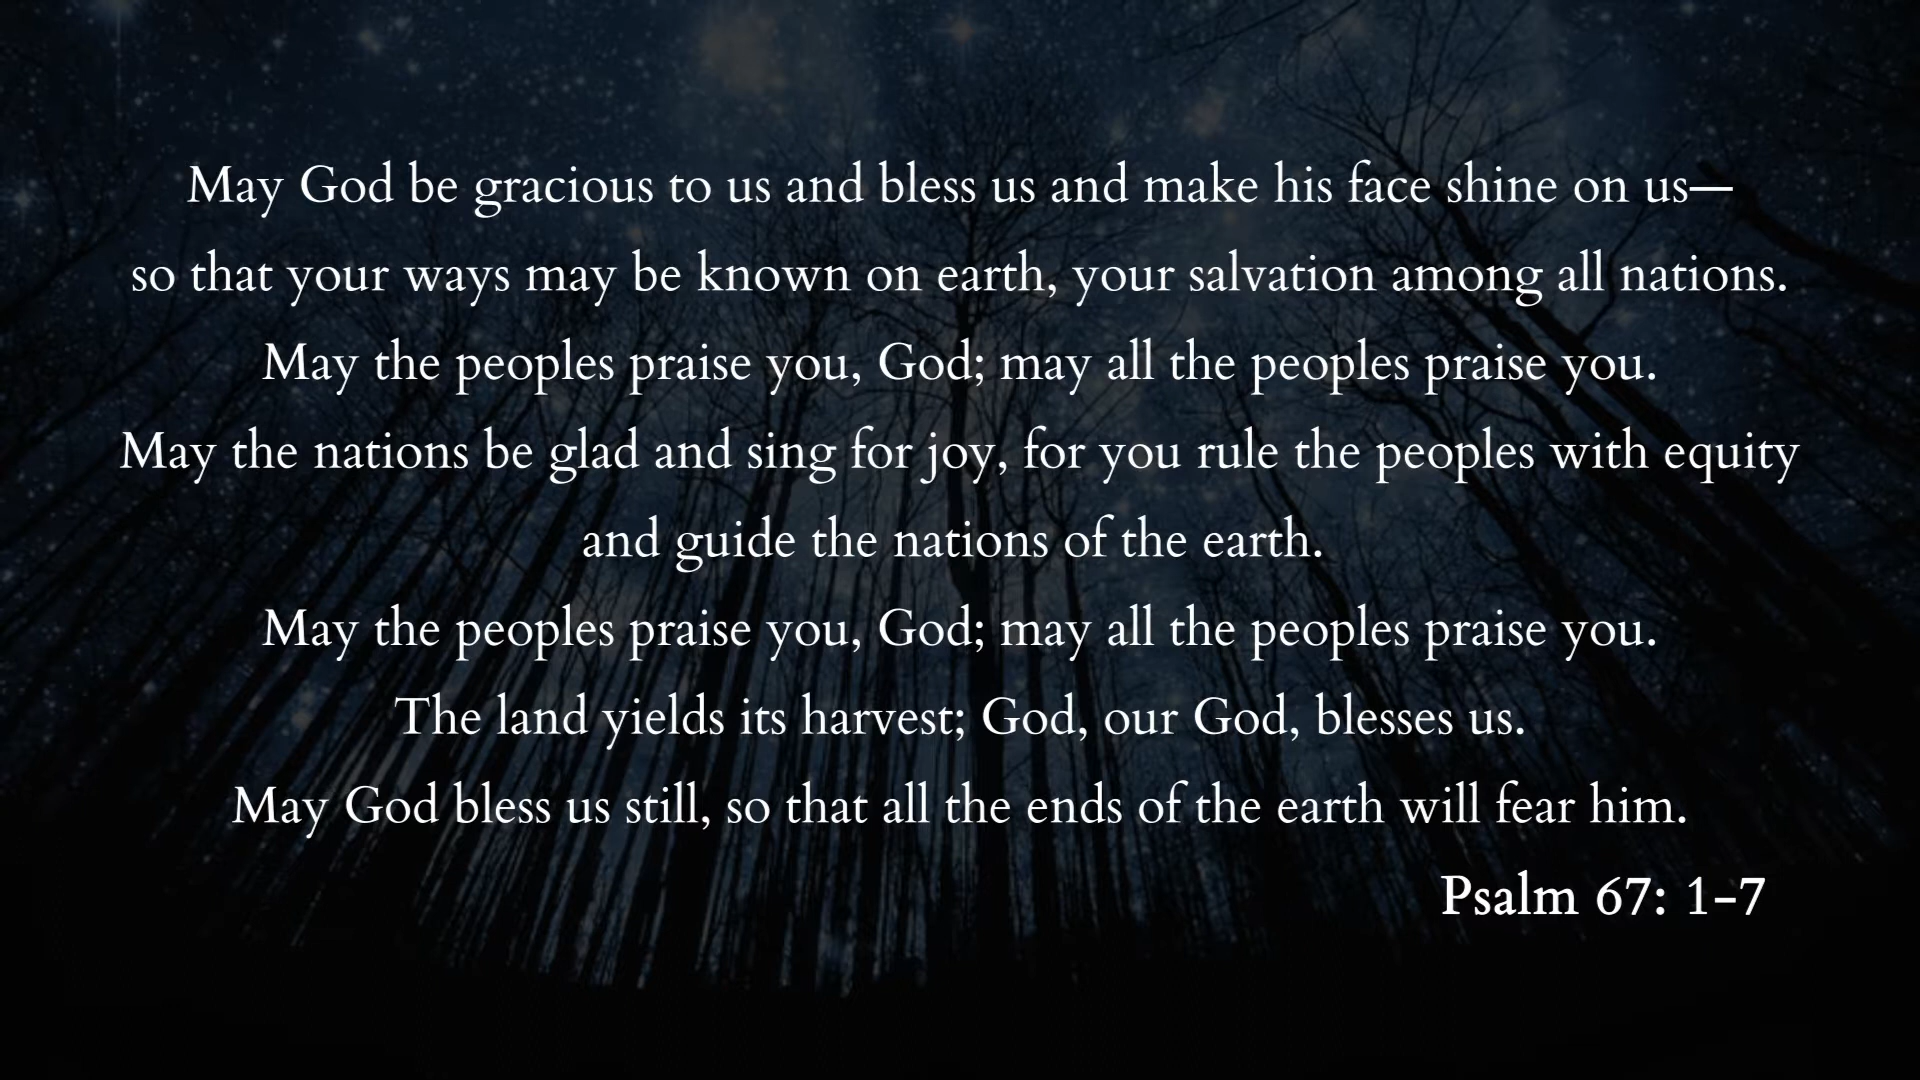 May God be gracious to us and bless us and make his face shine on us—
so that your ways may be known on earth, your salvation among all nations.
May the peoples praise you, God; may all the peoples praise you.
May the nations be glad and sing for joy, for you rule the peoples with equity
and guide the nations of the earth.
May the peoples praise you, God; may all the peoples praise you.
The land yields its harvest; God, our God, blesses us.
May God bless us still, so that all the ends of the earth will fear him.
Psalm 67: 1-7